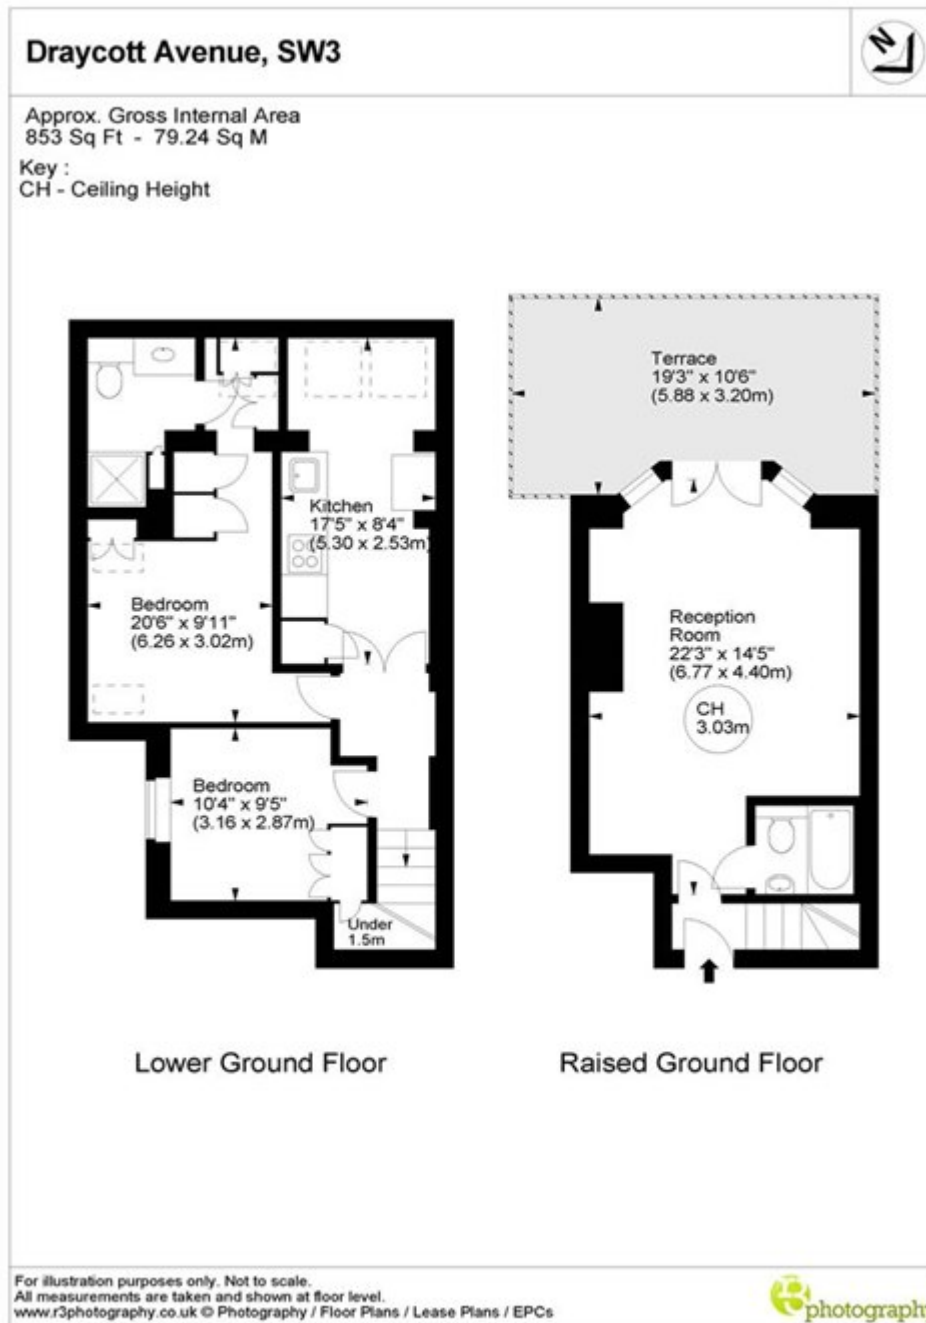 Draycott Avenue, SW3
N
Approx. Gross Internal Area
853 Sq Ft - 79.24 Sq M
Key :
CH - Ceiling Height
Terrace
19'3" x 10'6"
(5.88 x 3.20m)
Kitchen
17'5" x 8'4"
(5.30 x 2.53m)
Bedroom
20'6" x 9'11"
(6.26 x 3.02m)
Reception
Room
22'3" x 14'5"
(6.77 x 4.40m)
CH
3.03m
Bedroom
10'4" x 9'5"
(3.16 x 2.87m)
Under
1.5m
Lower Ground Floor
Raised Ground Floor
For illustration purposes only. Not to scale.
All measurements are taken and shown at floor level.
www.r3photography.co.uk © Photography / Floor Plans / Lease Plans / EPCs
R3 photography